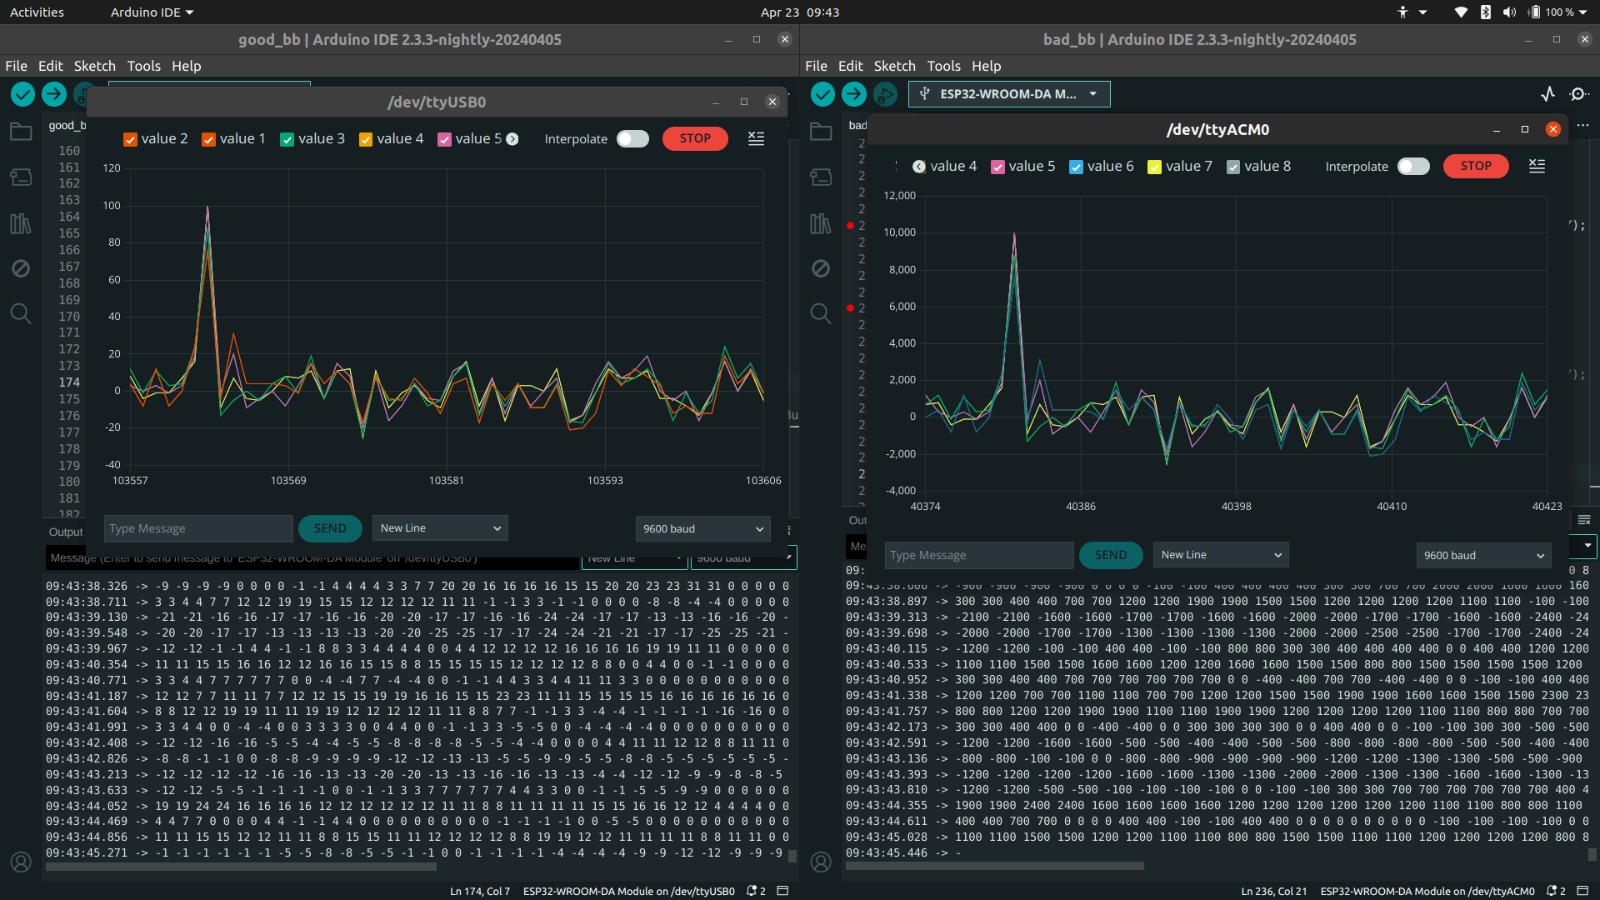 Activities
Arduino IDE
Apr 23 09:43
100 %
good_bb | Arduino IDE 2.3.3-nightly-20240405
File Edit Sketch Tools Help
/dev/ttyUSB0
good_b
value 2 value 1 value 3 value 4 value 5
Interpolate
STOP
160
161
162
163
164
165
166
167
168
169
170
171
172
173
174
175
176
177
178
179
180
181
182
120
100
80
60
40
20
0
-20
-40
103557 103569 103581 103593 103606
Type Message
SEND
New Line
9600 baud
Output
Message (Enter to send message to 'ESP32-WROOM-DA Module' on '/dev/ttyUSB0')
New Line
9600 baud
09:43:38.326 -> -9 -9 -9 -9 0 0 0 0 -1 -1 4 4 4 4 3 3 7 7 20 20 16 16 16 16 15 15 20 20 23 23 31 31 0 0 0 0 0
09:43:38.711 -> 3 3 4 4 7 7 12 12 19 19 15 15 12 12 12 12 11 11 -1 -1 3 3 -1 -1 0 0 0 0 -8 -8 -4 -4 0 0 0 0 0
09:43:39.130 -> -21 -21 -16 -16 -17 -17 -16 -16 -20 -20 -17 -17 -16 -16 -24 -24 -17 -17 -13 -13 -16 -16 -20 -
09:43:39.548 -> -20 -20 -17 -17 -13 -13 -13 -13 -20 -20 -25 -25 -17 -17 -24 -24 -21 -21 -17 -17 -25 -25 -21 -
09:43:39.967 -> -12 -12 -1 -1 4 4 -1 -1 8 8 3 3 4 4 4 4 0 0 4 4 12 12 12 12 16 16 16 16 19 19 11 11 0 0 0 0 0
09:43:40.354 -> 11 11 15 15 16 16 12 12 16 16 15 15 8 8 15 15 15 15 12 12 12 12 8 8 0 0 4 4 0 0 -1 -1 0 0 0 0
09:43:40.771 -> 3 3 4 4 7 7 7 7 7 7 0 0 -4 -4 7 7 -4 -4 0 0 -1 -1 4 4 3 3 4 4 11 11 3 3 0 0 0 0 0 0 0 0 0 0 0
09:43:41.187 -> 12 12 7 7 11 11 7 7 12 12 15 15 19 19 16 16 15 15 23 23 11 11 15 15 15 15 16 16 16 16 16 16 0
09:43:41.604 -> 8 8 12 12 19 19 11 11 19 19 12 12 12 12 11 11 8 8 7 7 -1 -1 3 3 -4 -4 -1 -1 -1 -1 -16 -16 0 0
09:43:41.991 -> 3 3 4 4 0 0 -4 -4 0 0 3 3 3 3 0 0 4 4 0 0 -1 -1 3 3 -5 -5 0 0 -4 -4 -4 -4 0 0 0 0 0 0 0 0 0
09:43:42.408 -> -12 -12 -16 -16 -5 -5 -4 -4 -5 -5 -8 -8 -8 -8 -5 -5 -4 -4 0 0 0 0 4 4 11 11 12 12 8 8 11 11 0
09:43:42.826 -> -8 -8 -1 -1 0 0 -8 -8 -9 -9 -9 -9 -12 -12 -13 -13 -5 -5 -9 -9 -5 -5 -8 -8 -5 -5 -5 -5 -5 -5 -
09:43:43.213 -> -12 -12 -12 -12 -16 -16 -13 -13 -20 -20 -13 -13 -16 -16 -13 -13 -4 -4 -12 -12 -9 -9 -8 -8 -5
09:43:43.633 -> -12 -12 -5 -5 -1 -1 -1 -1 0 0 -1 -1 3 3 7 7 7 7 7 7 4 4 3 3 0 0 -1 -1 -5 -5 -9 -9 0 0 0 0 0
09:43:44.052 -> 19 19 24 24 16 16 16 16 12 12 12 12 12 12 11 11 8 8 11 11 11 11 15 15 16 16 12 12 4 4 4 4 0 0
09:43:44.469 -> 4 4 7 7 0 0 0 0 4 4 -1 -1 4 4 0 0 0 0 0 0 0 0 0 0 -1 -1 -1 -1 0 0 -5 -5 0 0 0 0 0 0 0 0 0 0 0
09:43:44.856 -> 11 11 15 15 12 12 11 11 8 8 15 15 11 11 12 12 12 12 8 8 19 19 12 12 11 11 11 11 8 8 11 11 0 0
09:43:45.271 -> -1 -1 -1 -1 -1 -1 -5 -5 -8 -8 -5 -5 -1 -1 0 0 -1 -1 -1 -1 -4 -4 -4 -4 -9 -9 -12 -12 -9 -9 -9
Ln 174, Col 7 ESP32-WROOM-DA Module on /dev/ttyUSB0 2
bad_bb | Arduino IDE 2.3.3-nightly-20240405
File Edit Sketch Tools Help
ESP32-WROOM-DA M...
bad
/dev/ttyACM0
value 4 value 5 value 6 value 7 value 8
Interpolate
STOP
12,000
10,000
8,000
6,000
4,000
2,000
0
-2,000
-4,000
40374 40386 40398 40410 40423
Type Message
SEND
New Line
9600 baud
09:43:38.897 -> 300 300 400 400 700 700 1200 1200 1900 1900 1500 1500 1200 1200 1200 1200 1100 1100 -100 -100
09:43:39.313 -> -2100 -2100 -1600 -1600 -1700 -1700 -1600 -1600 -2000 -2000 -1700 -1700 -1600 -1600 -2400 -24
09:43:39.698 -> -2000 -2000 -1700 -1700 -1300 -1300 -1300 -1300 -2000 -2000 -2500 -2500 -1700 -1700 -2400 -24
09:43:40.115 -> -1200 -1200 -100 -100 400 400 -100 -100 800 800 300 300 400 400 400 400 0 0 400 400 1200 1200
09:43:40.533 -> 1100 1100 1500 1500 1600 1600 1200 1200 1600 1600 1500 1500 800 800 1500 1500 1500 1500 1200
09:43:40.952 -> 300 300 400 400 700 700 700 700 700 700 0 0 -400 -400 700 700 -400 -400 0 0 -100 -100 400 400
09:43:41.338 -> 1200 1200 700 700 1100 1100 700 700 1200 1200 1500 1500 1900 1900 1600 1600 1500 1500 2300 23
09:43:41.757 -> 800 800 1200 1200 1900 1900 1100 1100 1900 1900 1200 1200 1200 1200 1100 1100 800 800 700 700
09:43:42.173 -> 300 300 400 400 0 0 -400 -400 0 0 300 300 300 300 0 0 400 400 0 0 -100 -100 300 300 -500 -500
09:43:42.591 -> -1200 -1200 -1600 -1600 -500 -500 -400 -400 -500 -500 -800 -800 -800 -800 -500 -500 -400 -400
09:43:43.136 -> -800 -800 -100 -100 0 0 -800 -800 -900 -900 -900 -900 -1200 -1200 -1300 -1300 -500 -500 -900
09:43:43.393 -> -1200 -1200 -1200 -1200 -1600 -1600 -1300 -1300 -2000 -2000 -1300 -1300 -1600 -1600 -1300 -13
09:43:43.810 -> -1200 -1200 -500 -500 -100 -100 -100 -100 0 0 -100 -100 300 300 700 700 700 700 700 700 400 4
09:43:44.355 -> 1900 1900 2400 2400 1600 1600 1600 1600 1200 1200 1200 1200 1200 1200 1100 1100 800 800 1100
09:43:44.611 -> 400 400 700 700 0 0 0 0 400 400 -100 -100 400 400 0 0 0 0 0 0 0 0 0 0 -100 -100 -100 -100 0 0
09:43:45.028 -> 1100 1100 1500 1500 1200 1200 1100 1100 800 800 1500 1500 1100 1100 1200 1200 1200 1200 800 8
09:43:45.446 -> -
Ln 236, Col 21 ESP32-WROOM-DA Module on /dev/ttyACM0 2